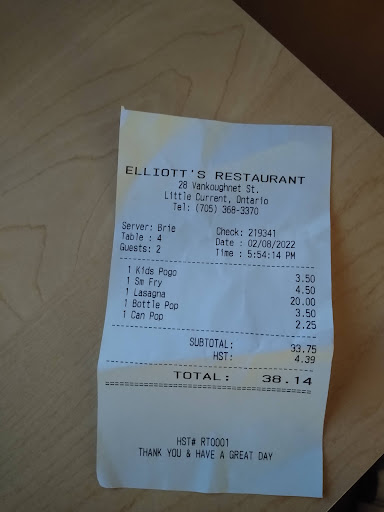 ELLIOTT'S RESTAURANT
28 Vankoughnet St.
Little Current, Ontario
Tel: (705) 368-3370
Server: Brie Check: 219341
Table : 4 Date : 02/08/2022
Guests: 2 Time : 5:54:14 PM
1 Kids Pogo 3.50
1 Sm Fry 4.50
1 Lasagna 20.00
1 Bottle Pop 3.50
1 Can Pop 2.25
SUBTOTAL: 33.75
HST: 4.39
TOTAL: 38.14
HST# RT0001
THANK YOU & HAVE A GREAT DAY